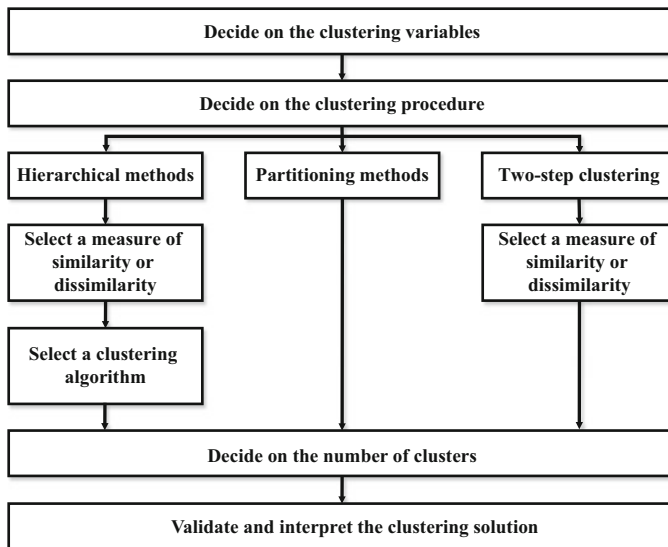 Decide on the clustering variables
Decide on the clustering procedure
Hierarchical methods
Partitioning methods
Two-step clustering
Select a measure of
similarity or
dissimilarity
Select a measure of
similarity or
dissimilarity
Select a clustering
algorithm
Decide on the number of clusters
Validate and interpret the clustering solution